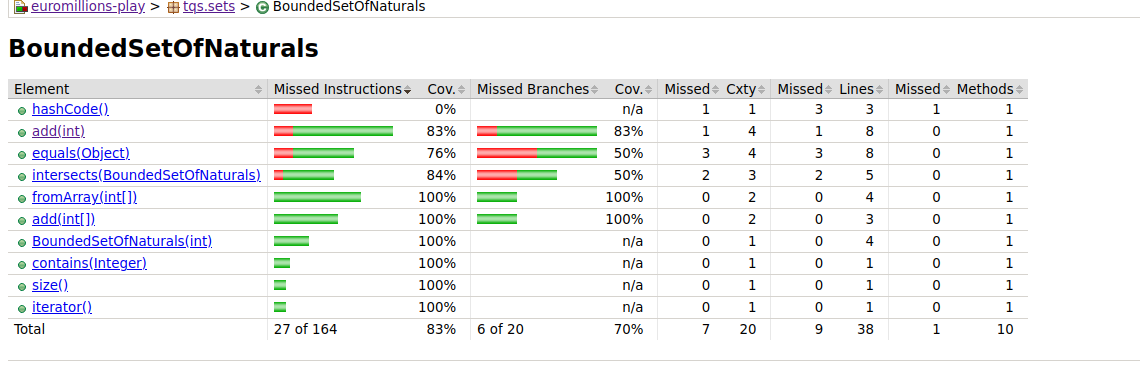 euromillions-play > tqs.sets > BoundedSetOfNaturals
BoundedSetOfNaturals
Element Missed Instructions Cov. Missed Branches Cov. Missed Cxty Missed Lines Missed Methods
hashCode() 0% n/a 1 1 3 3 1 1
add(int) 83% 83% 1 4 1 8 0 1
equals(Object) 76% 50% 3 4 3 8 0 1
intersects(BoundedSetOfNaturals) 84% 50% 2 3 2 5 0 1
fromArray(int[]) 100% 100% 0 2 0 4 0 1
add(int[]) 100% 100% 0 2 0 3 0 1
BoundedSetOfNaturals(int) 100% n/a 0 1 0 4 0 1
contains(Integer) 100% n/a 0 1 0 1 0 1
size() 100% n/a 0 1 0 1 0 1
iterator() 100% n/a 0 1 0 1 0 1
Total 27 of 164 83% 6 of 20 70% 7 20 9 38 1 10